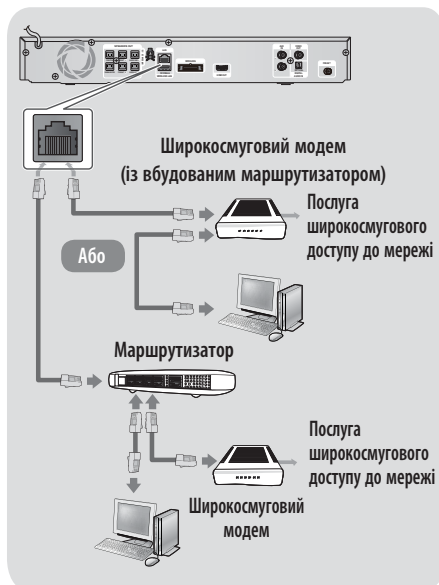 Широкосмуговий модем
(із вбудованим маршрутизатором)
Послуга
широкосмугового
доступу до мережі
Або
Маршрутизатор
Послуга
широкосмугового
доступу до мережі
Широкосмуговий
модем